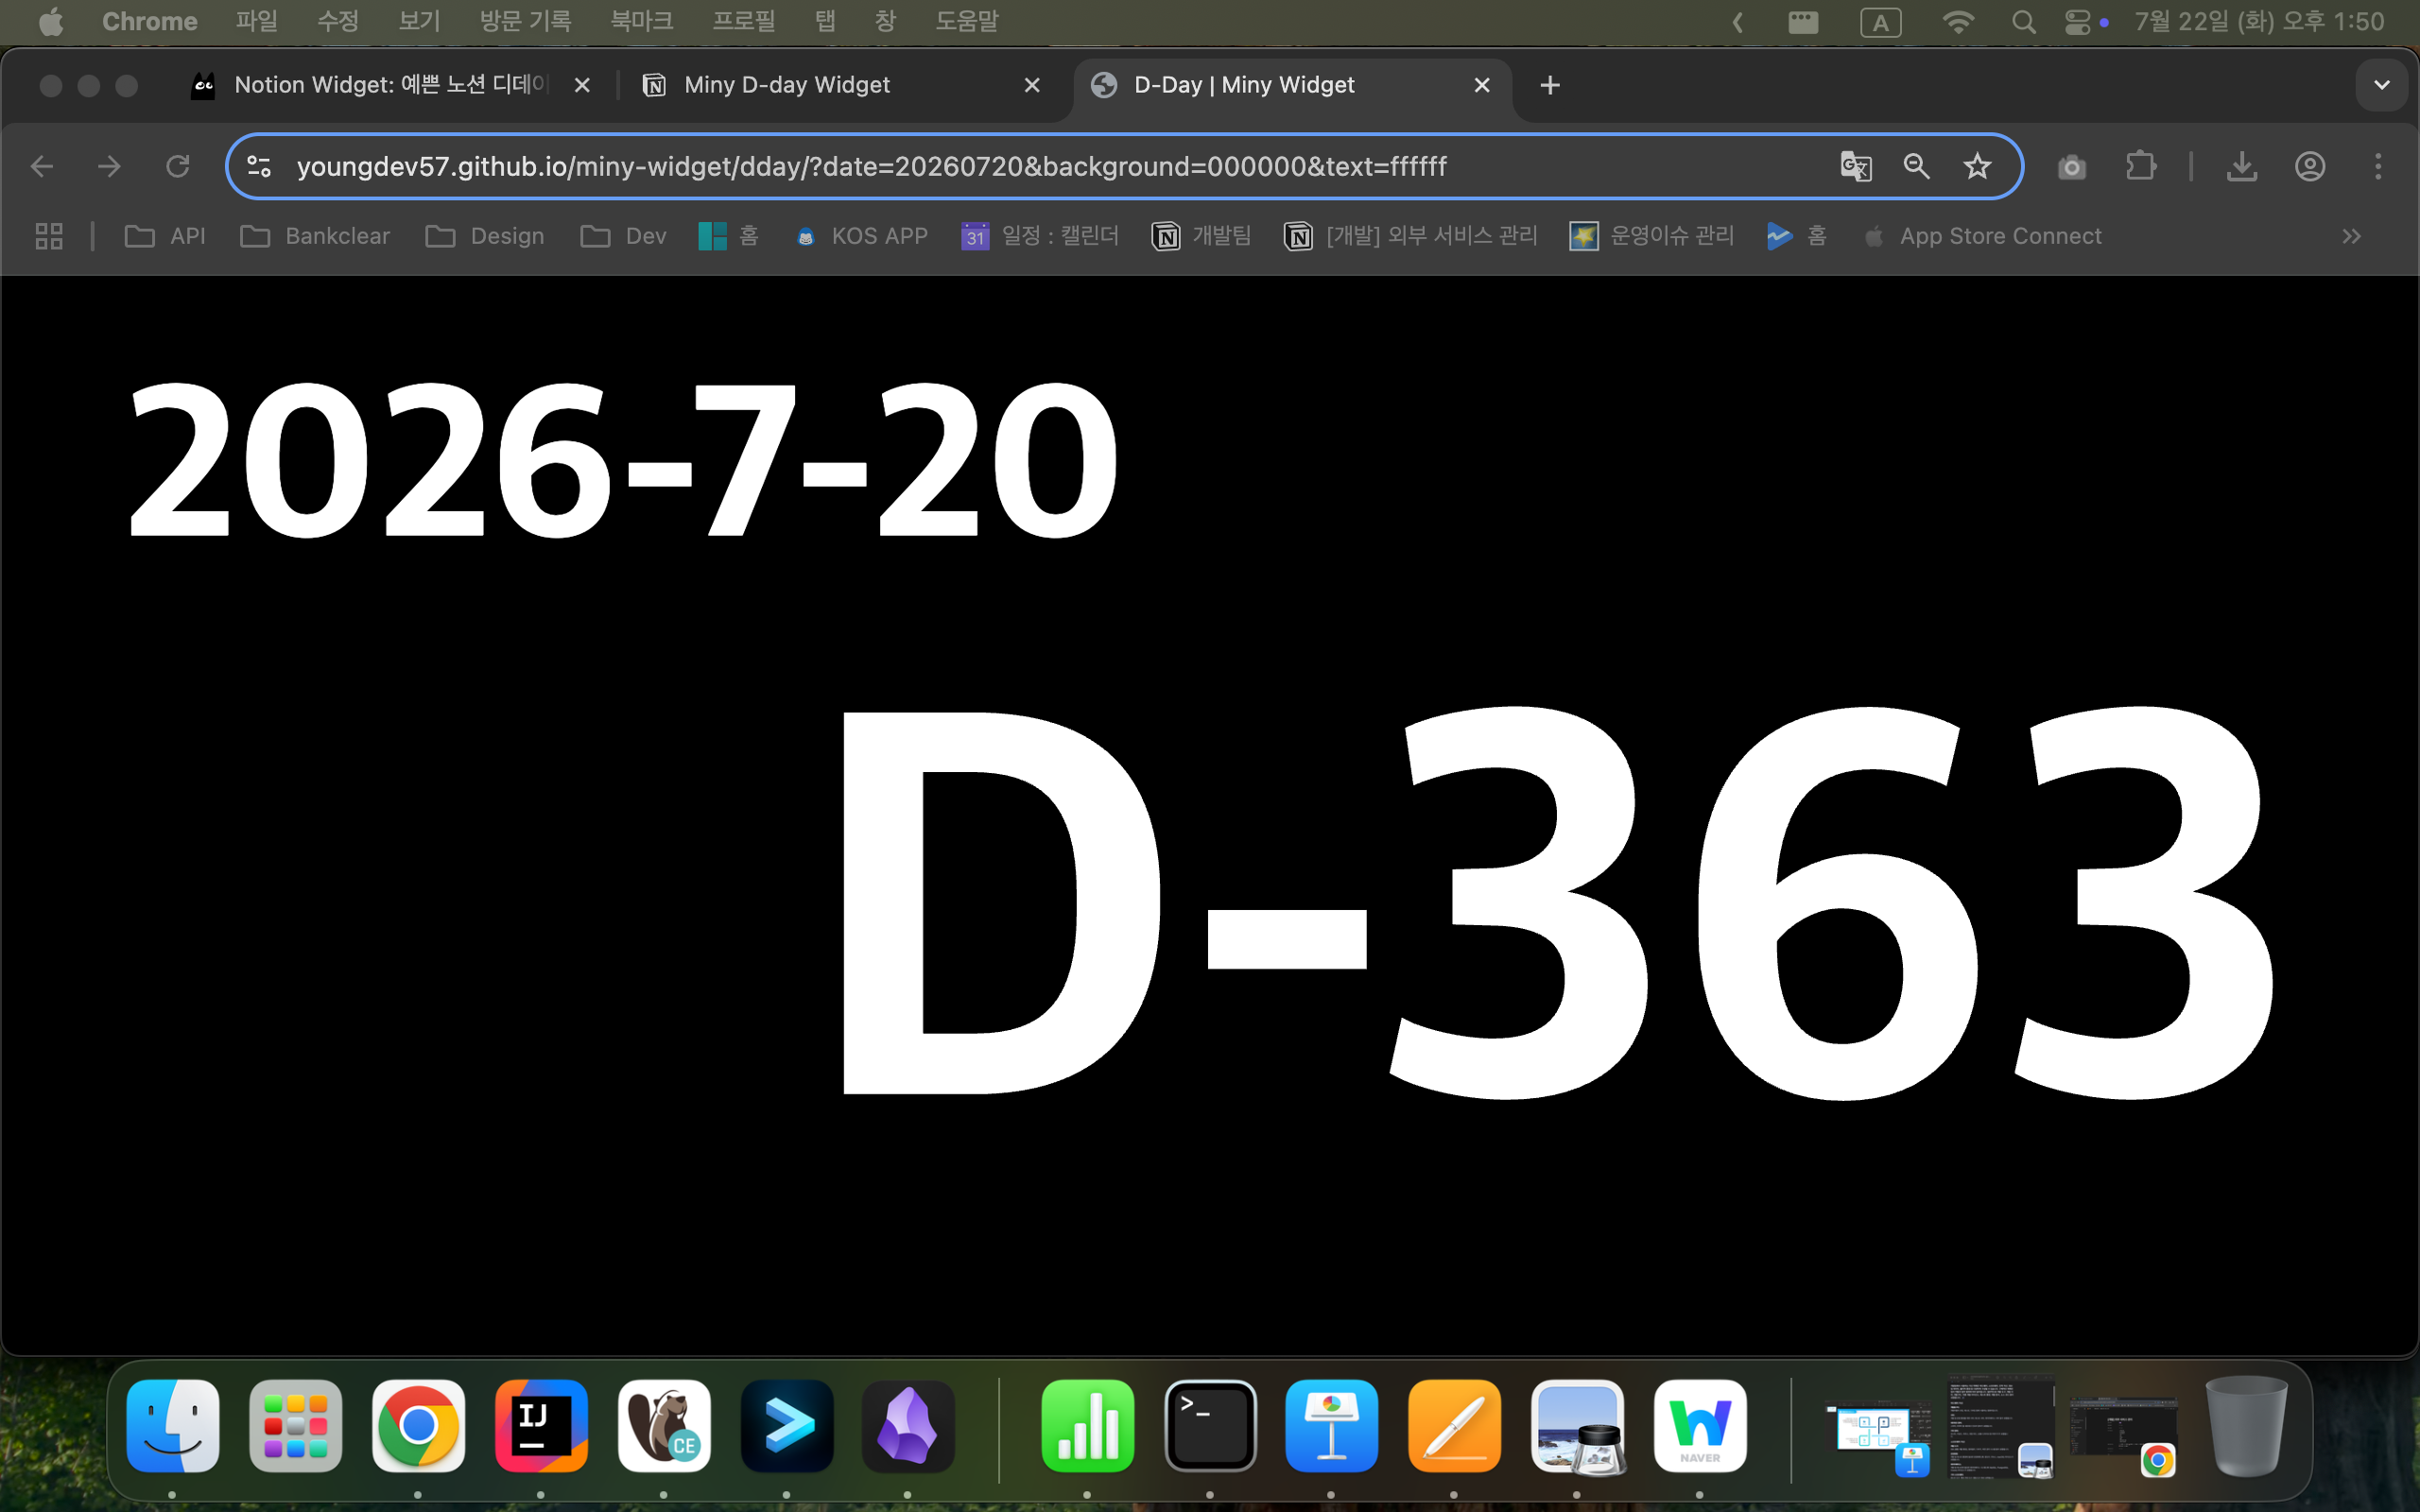 Chrome 파일 수정 보기 방문 기록 북마크 프로필 탭 창 도움말 A 7월 22일 (화) 오후 1:50
Notion Widget: 예쁜 노션 디데이 Miny D-day Widget D-Day | Miny Widget
youngdev57.github.io/miny-widget/dday/?date=20260720&background=000000&text=ffffff
API Bankclear Design Dev 홈 KOS APP 31 일정 : 캘린더 개발팀 [개발] 외부 서비스 관리 운영이슈 관리 홈 App Store Connect
2026-7-20
D-363
IJ CE >_ NAVER